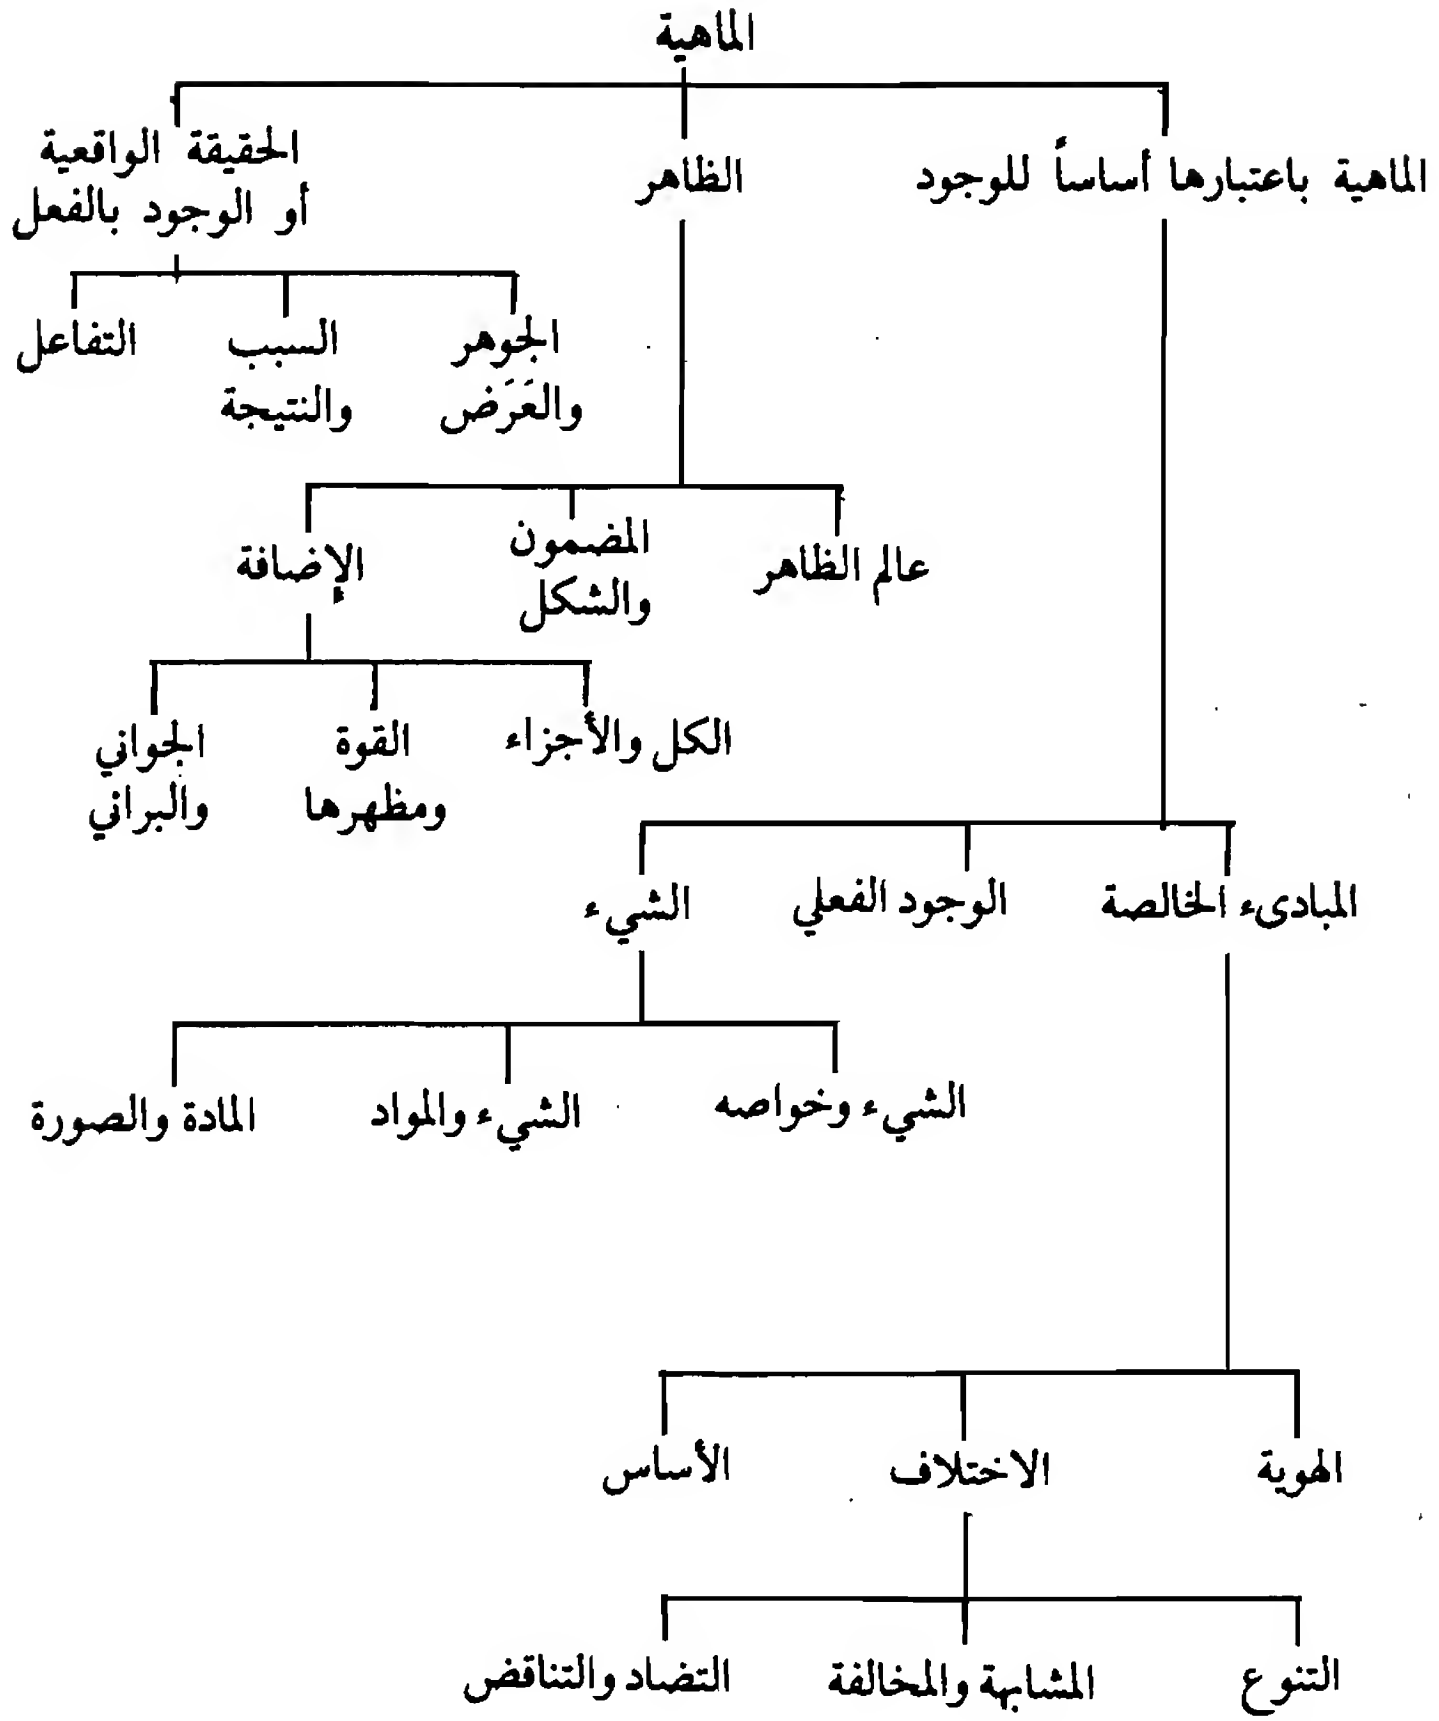 الماهية
الماهية باعتبارها أساساً للوجود
الظاهر
الحقيقة الواقعية
أو الوجود بالفعل
الجوهر
والعَرَض
السبب
والنتيجة
التفاعل
عالم الظاهر
المضمون
والشكل
الإضافة
الكل والأجزاء
القوة
ومظهرها
الجواني
والبراني
المبادىء الخالصة
الوجود الفعلي
الشيء
الشيء وخواصه
الشيء والمواد
المادة والصورة
الهوية
الاختلاف
الأساس
التنوع
المشابهة والمخالفة
التضاد والتناقض